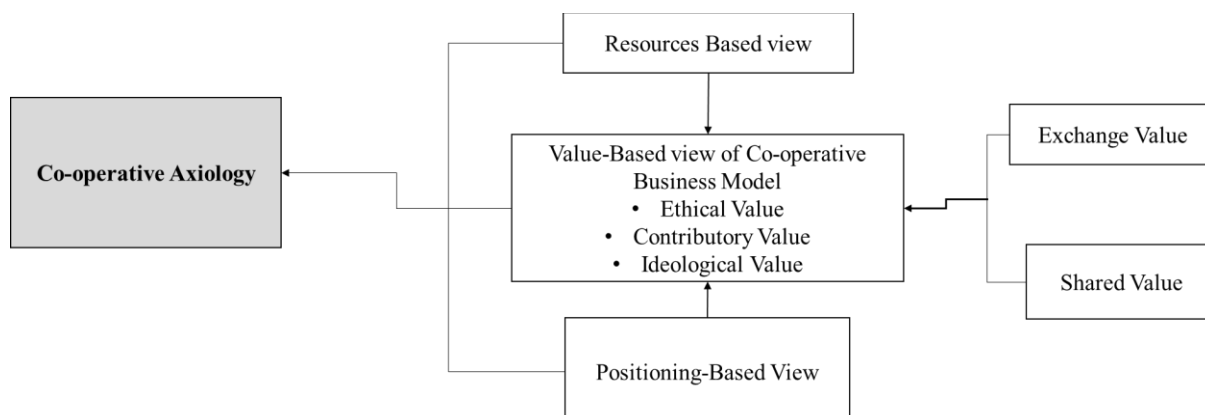 Resources Based view
Co-operative Axiology
Value-Based view of Co-operative
Business Model
• Ethical Value
• Contributory Value
• Ideological Value
Exchange Value
Shared Value
Positioning-Based View